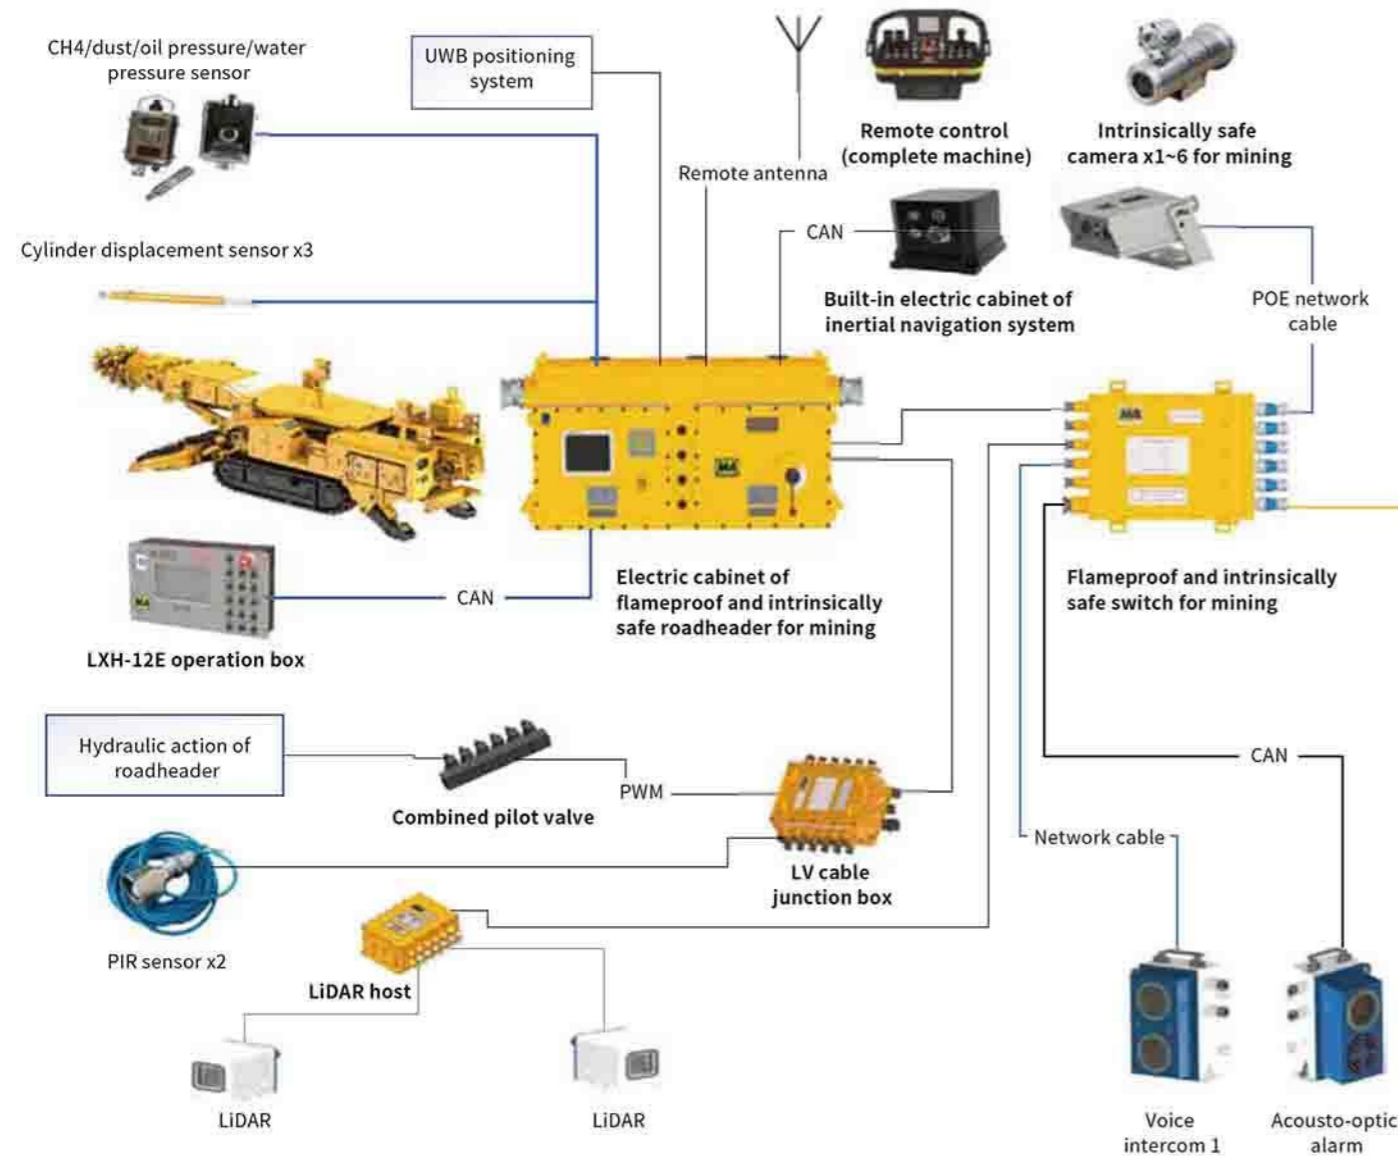 CH4/dust/oil pressure/water
pressure sensor
UWB positioning
system
Remote antenna
Remote control
(complete machine)
Intrinsically safe
camera x1~6 for mining
CAN
Built-in electric cabinet of
inertial navigation system
POE network
cable
Cylinder displacement sensor x3
MA
MA
MA
CAN
LXH-12E operation box
Electric cabinet of
flameproof and intrinsically
safe roadheader for mining
Flameproof and intrinsically
safe switch for mining
Hydraulic action of
roadheader
Combined pilot valve
PWM
LV cable
junction box
CAN
Network cable
PIR sensor x2
LiDAR host
LiDAR
LiDAR
Voice
intercom 1
Acousto-optic
alarm